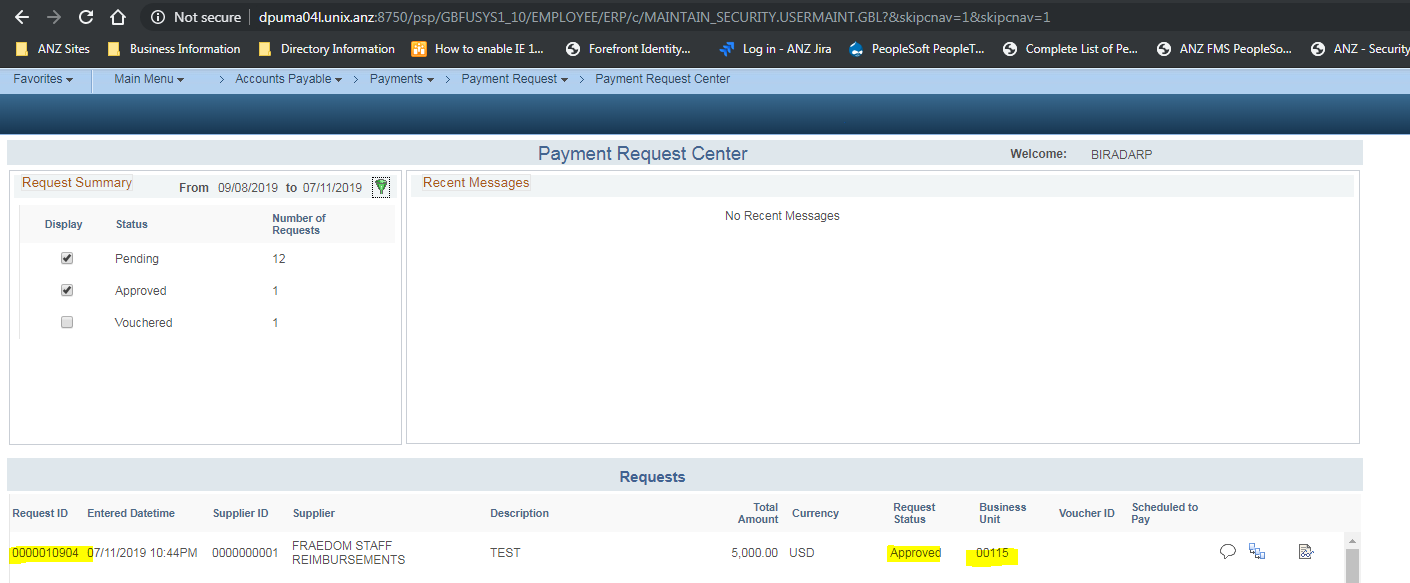 Not secure dpuma04l.unix.anz:8750/psp/GBFUSYS1_10/EMPLOYEE/ERP/c/MAINTAIN_SECURITY.USERMAINT.GBL?&skipcnav=1&skipcnav=1
ANZ Sites Business Information Directory Information How to enable IE 1... Forefront Identity... Log in - ANZ Jira PeopleSoft PeopleT... Complete List of Pe... ANZ FMS PeopleSo... ANZ - Security
Favorites Main Menu > Accounts Payable > Payments > Payment Request > Payment Request Center
Payment Request Center Welcome: BIRADARP
Request Summary From 09/08/2019 to 07/11/2019 Recent Messages
No Recent Messages
Display Status Number of
Requests
Pending 12
Approved 1
Vouchered 1
Requests
Request ID Entered Datetime Supplier ID Supplier Description Total
Amount Currency Request
Status Business
Unit Voucher ID Scheduled to
Pay
0000010904 07/11/2019 10:44PM 0000000001 FRAEDOM STAFF
REIMBURSEMENTS TEST 5,000.00 USD Approved 00115